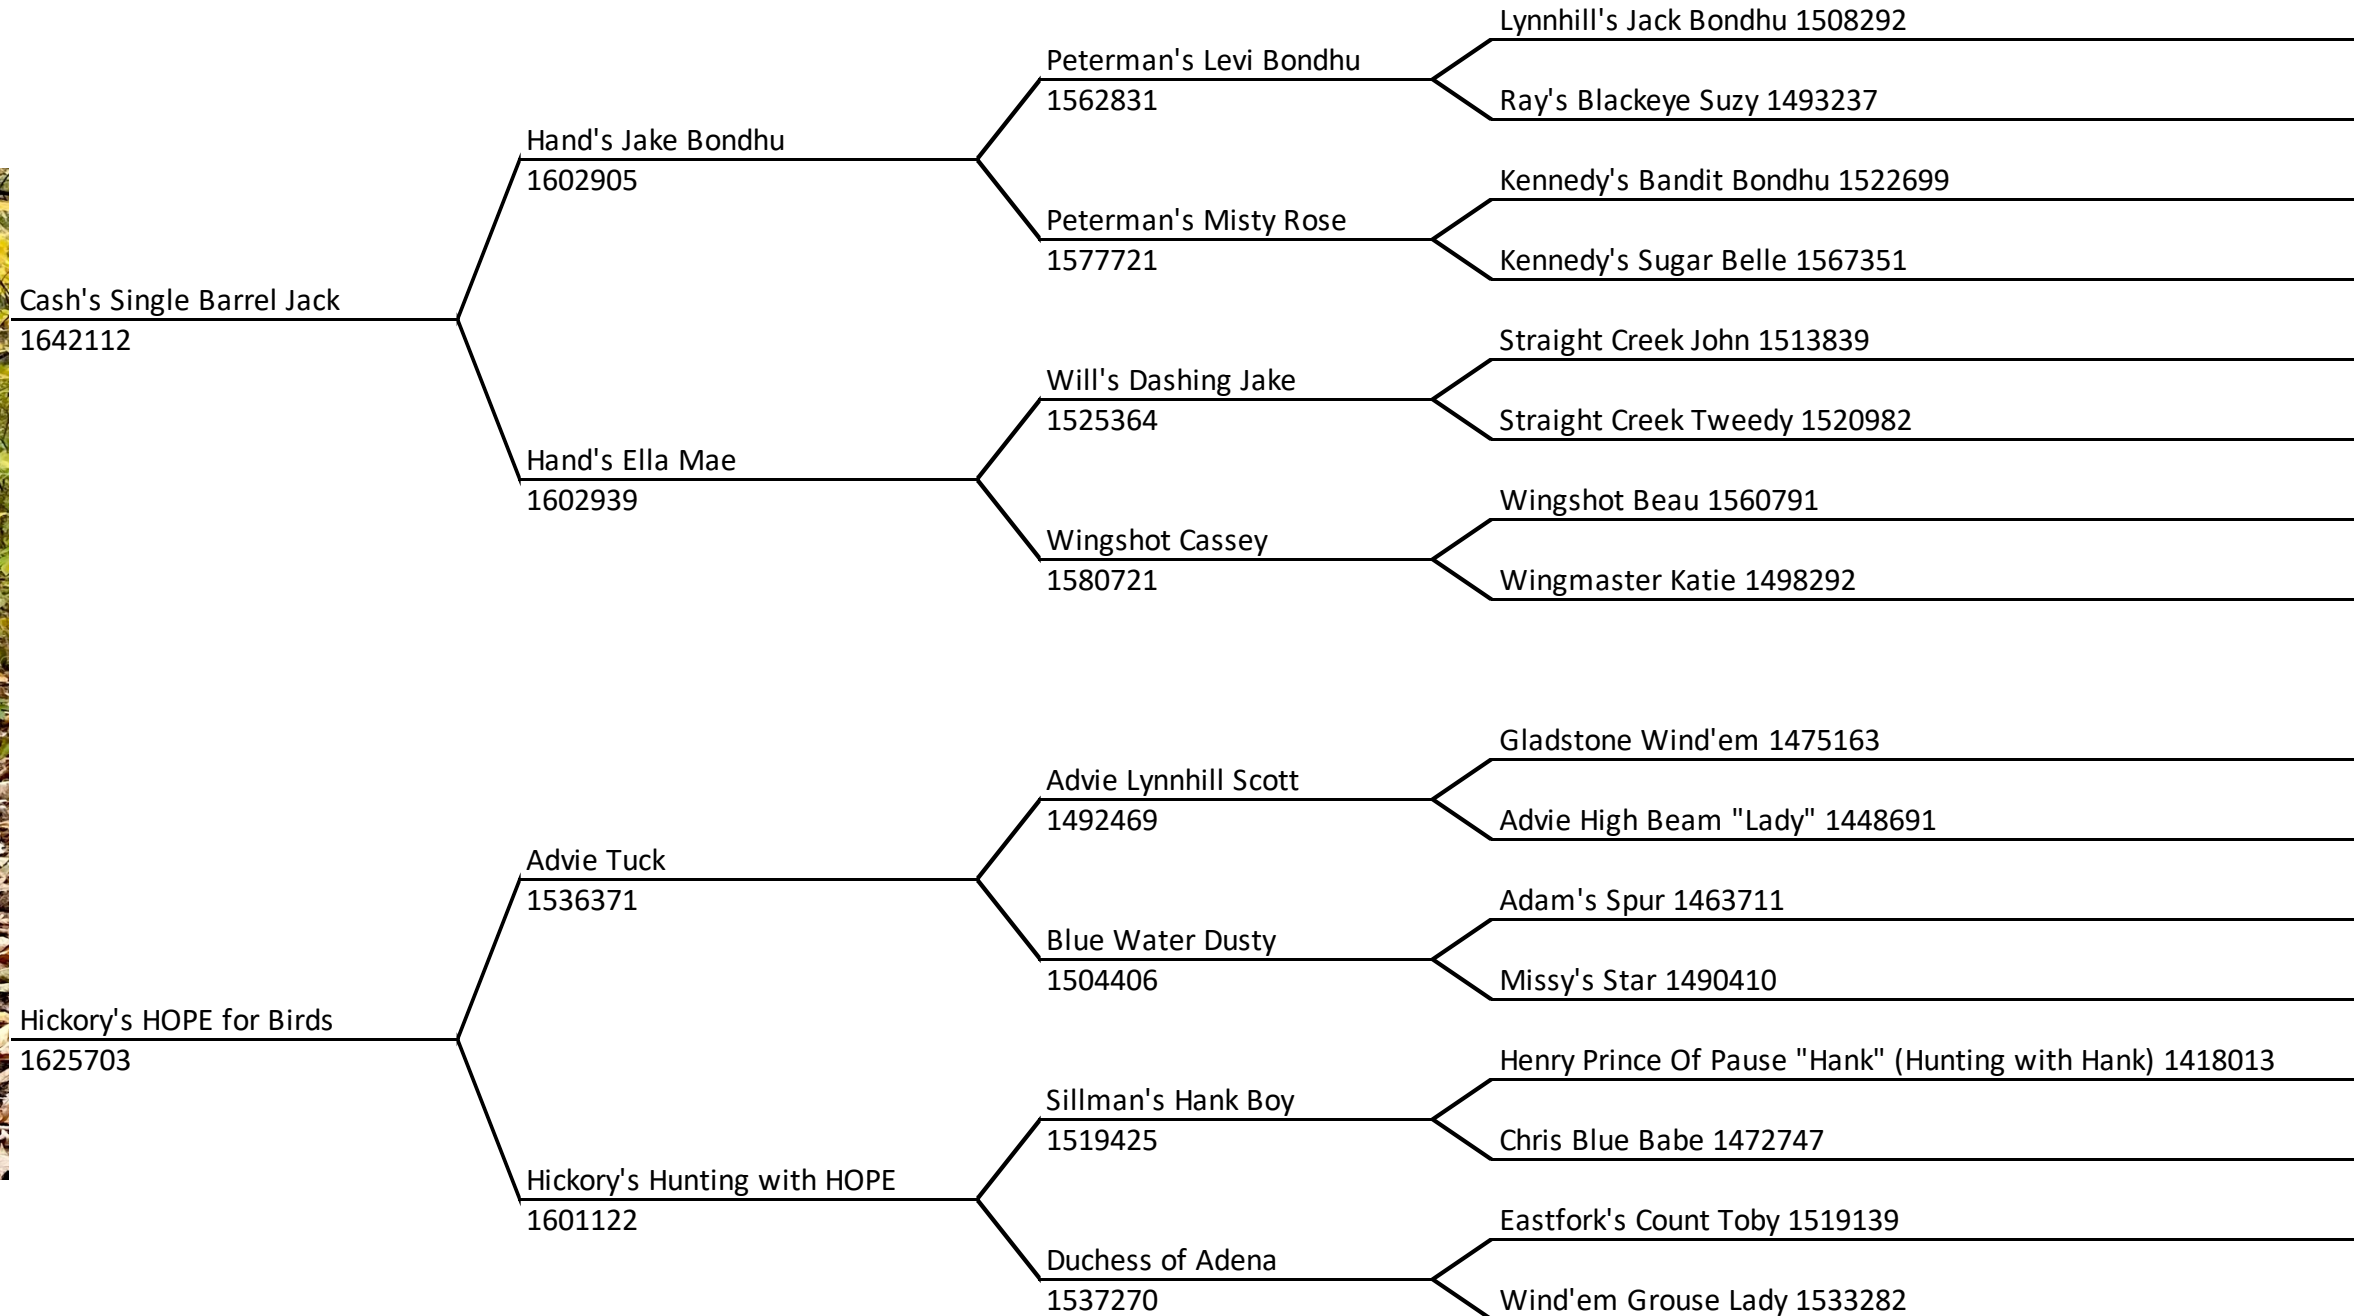 Lynnhill's Jack Bondhu 1508292
Peterman's Levi Bondhu
1562831
Ray's Blackeye Suzy 1493237
Hand's Jake Bondhu
1602905
Kennedy's Bandit Bondhu 1522699
Peterman's Misty Rose
1577721
Kennedy's Sugar Belle 1567351
Cash's Single Barrel Jack
1642112
Straight Creek John 1513839
Will's Dashing Jake
1525364
Straight Creek Tweedy 1520982
Hand's Ella Mae
1602939
Wingshot Beau 1560791
Wingshot Cassey
1580721
Wingmaster Katie 1498292
Gladstone Wind'em 1475163
Advie Lynnhill Scott
1492469
Advie High Beam "Lady" 1448691
Advie Tuck
1536371
Adam's Spur 1463711
Blue Water Dusty
1504406
Missy's Star 1490410
Hickory's HOPE for Birds
1625703
Henry Prince Of Pause "Hank" (Hunting with Hank) 1418013
Sillman's Hank Boy
1519425
Chris Blue Babe 1472747
Hickory's Hunting with HOPE
1601122
Eastfork's Count Toby 1519139
Duchess of Adena
1537270
Wind'em Grouse Lady 1533282